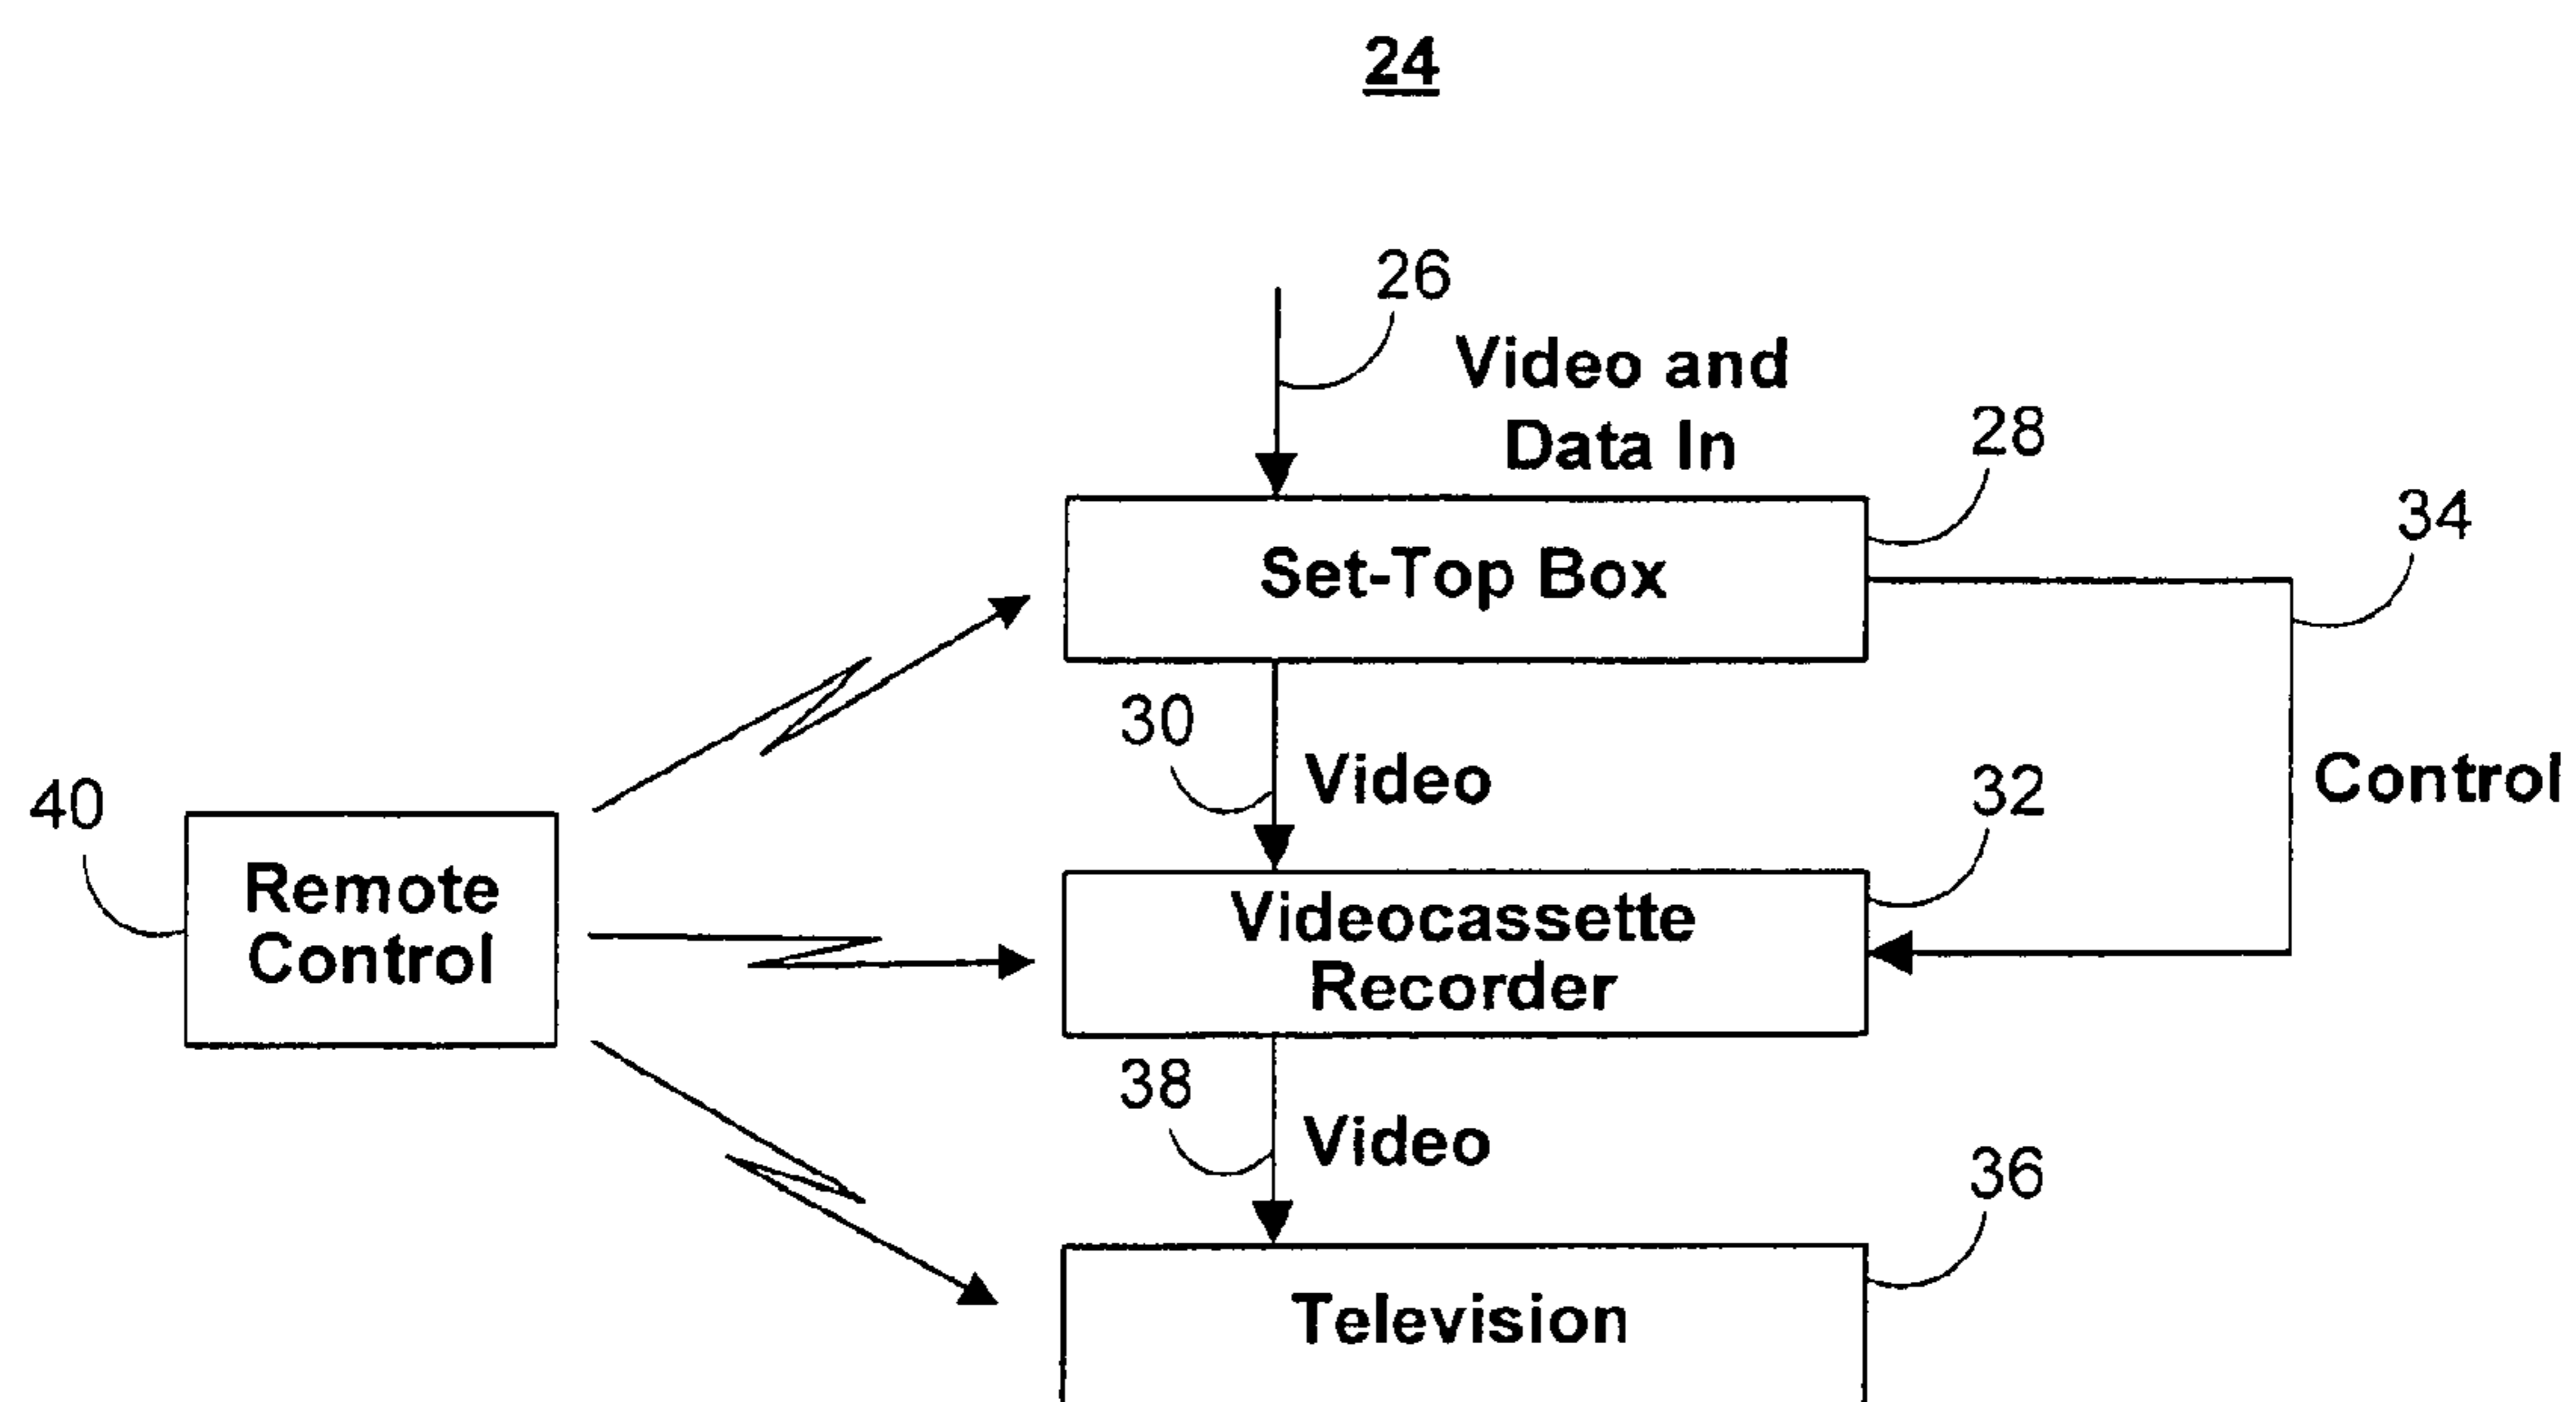 24
26
Video and
Data In
28
Set-Top Box
34
30
Video
Control
40
Remote
Control
32
Videocassette
Recorder
38
Video
36
Television